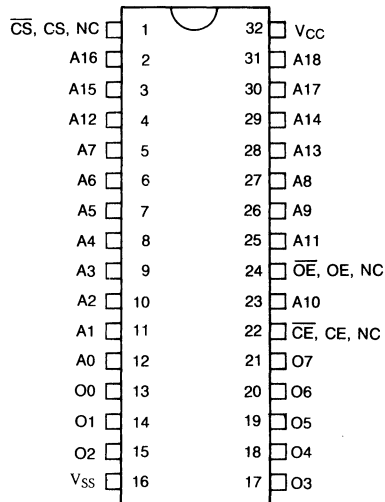 C̅S̅, CS, NC 1 32 VCC
A16 2 31 A18
A15 3 30 A17
A12 4 29 A14
A7 5 28 A13
A6 6 27 A8
A5 7 26 A9
A4 8 25 A11
A3 9 24 O̅E̅, OE, NC
A2 10 23 A10
A1 11 22 C̅E̅, CE, NC
A0 12 21 O7
O0 13 20 O6
O1 14 19 O5
O2 15 18 O4
VSS 16 17 O3